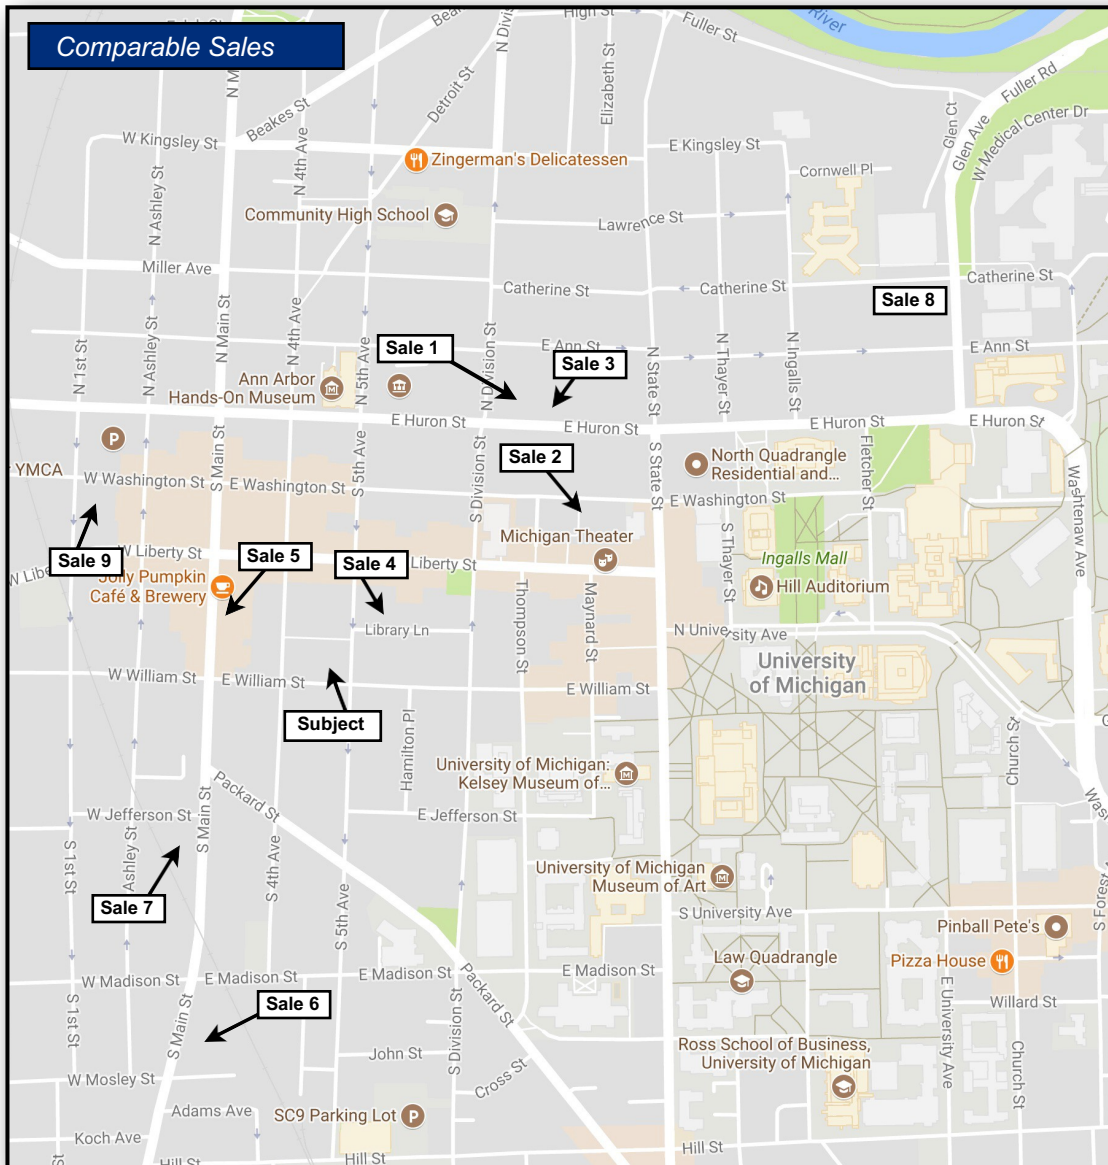 Comparable Sales
River
High St
Fuller St
N Divis
Elizabeth St
Detroit St
Beakes St
W Kingsley St
N 4th Ave
N Ashley St
Zingerman's Delicatessen
E Kingsley St
Cornwell Pl
Glen Ct
Glen Ave
Fuller Rd
W Medical Center Dr
Community High School
Lawrence St
Miller Ave
Catherine St
Catherine St
Catherine St
Sale 8
N Main St
N 4th Ave
N 5th Ave
N Division St
N 1st St
N Ashley St
Sale 1
E Ann St
Sale 3
N State St
N Thayer St
N Ingalls St
E Ann St
Ann Arbor
Hands-On Museum
E Huron St
E Huron St
E Huron St
E Huron St
P
YMCA
W Washington St
S Main St
E Washington St
S 5th Ave
S Division St
Sale 2
S State St
North Quadrangle
Residential and...
E Washington St
Fletcher St
Washtenaw Ave
Sale 9
W Liberty St
Sale 5
Sale 4
Liberty St
Michigan Theater
S Thayer St
Ingalls Mall
Hill Auditorium
Jolly Pumpkin
Café & Brewery
Library Ln
Thompson St
Maynard St
N University Ave
University
of Michigan
W William St
E William St
E William St
Subject
Hamilton Pl
University of Michigan:
Kelsey Museum of...
Church St
Packard St
W Jefferson St
S Main St
E Jefferson St
S 1st St
Ashley St
S 4th Ave
S 5th Ave
University of Michigan
Museum of Art
Sale 7
S University Ave
Pinball Pete's
S Forest
Law Quadrangle
Pizza House
W Madison St
E Madison St
E Madison St
E Madison St
Packard St
Sale 6
S 1st St
S Main St
S Division St
E University Ave
Willard St
Church St
John St
Cross St
Ross School of Business,
University of Michigan
W Mosley St
Adams Ave
SC9 Parking Lot
P
Koch Ave
Hill St
Hill St
Hill St